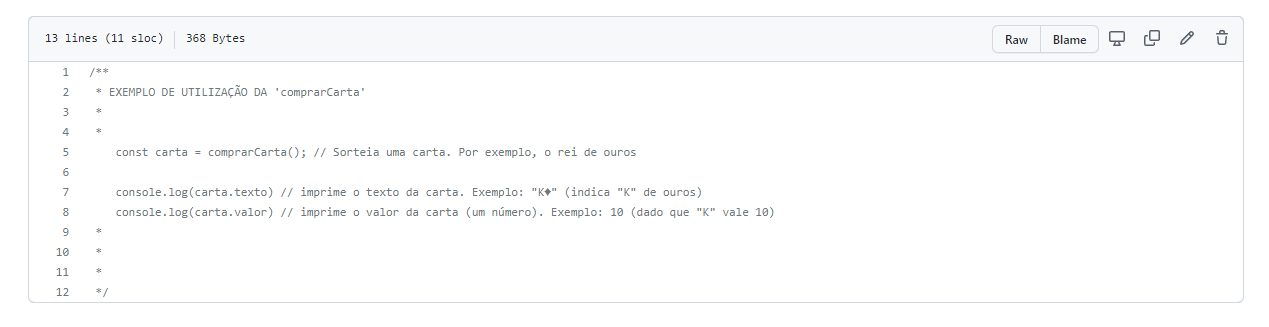 13 lines (11 sloc) 368 Bytes Raw Blame
1 /**
2 * EXEMPLO DE UTILIZAÇÃO DA 'comprarCarta'
3 *
4 *
5 const carta = comprarCarta(); // Sorteia uma carta. Por exemplo, o rei de ouros
6
7 console.log(carta.texto) // imprime o texto da carta. Exemplo: "K♦" (indica "K" de ouros)
8 console.log(carta.valor) // imprime o valor da carta (um número). Exemplo: 10 (dado que "K" vale 10)
9 *
10 *
11 *
12 */